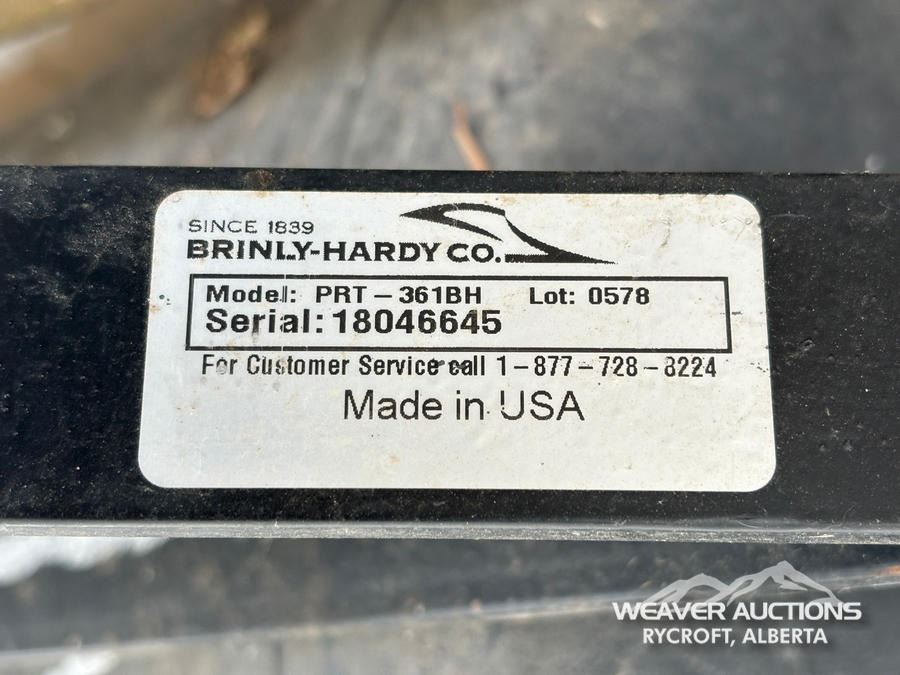 SINCE 1839
BRINLY-HARDY CO.
Model: PRT-361BH Lot: 0578
Serial: 18046645
For Customer Service call 1-877-728-8224
Made in USA
WEAVER AUCTIONS
RYCROFT, ALBERTA